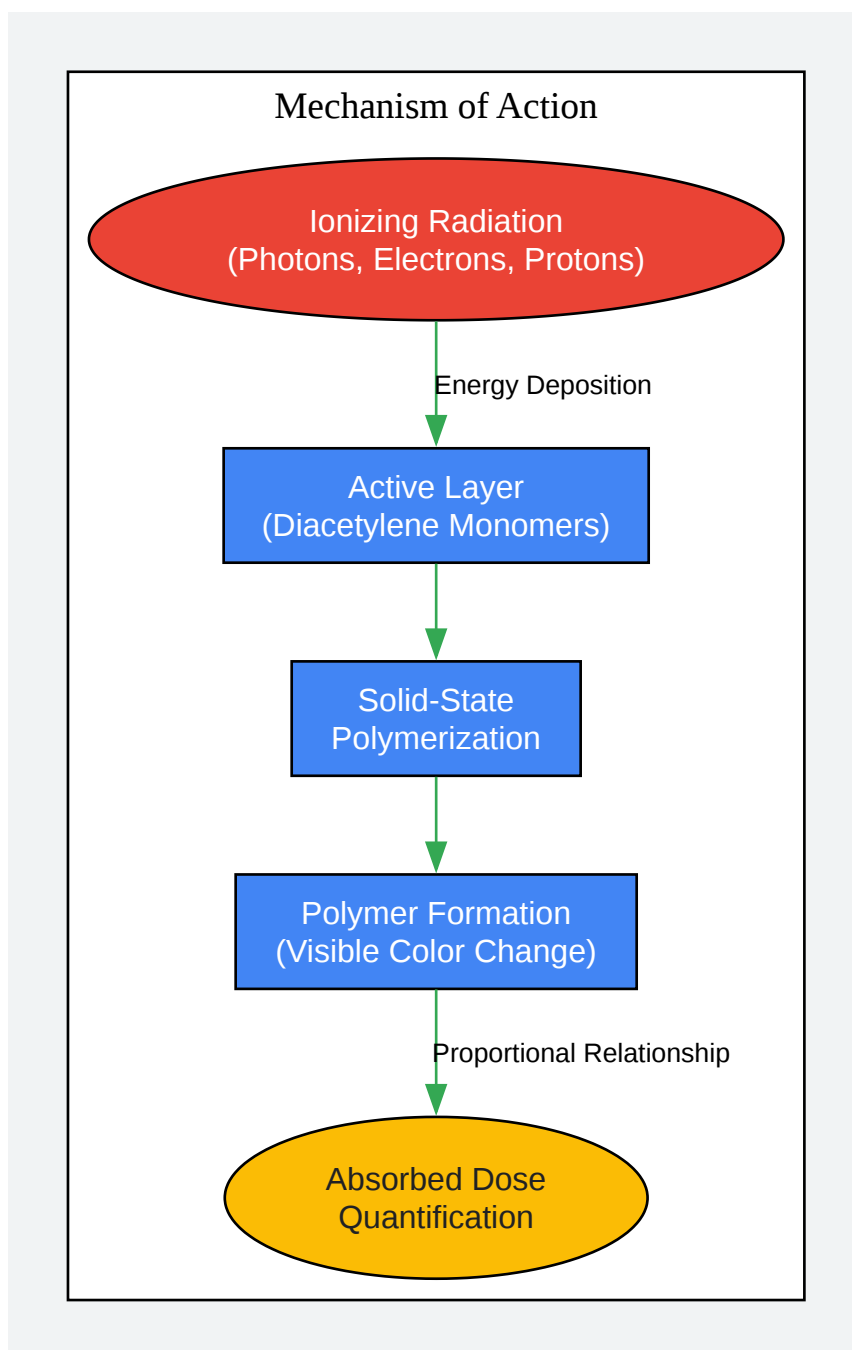 Mechanism of Action
Ionizing Radiation
(Photons, Electrons, Protons)
Energy Deposition
Active Layer
(Diacetylene Monomers)
Solid-State
Polymerization
Polymer Formation
(Visible Color Change)
Proportional Relationship
Absorbed Dose
Quantification